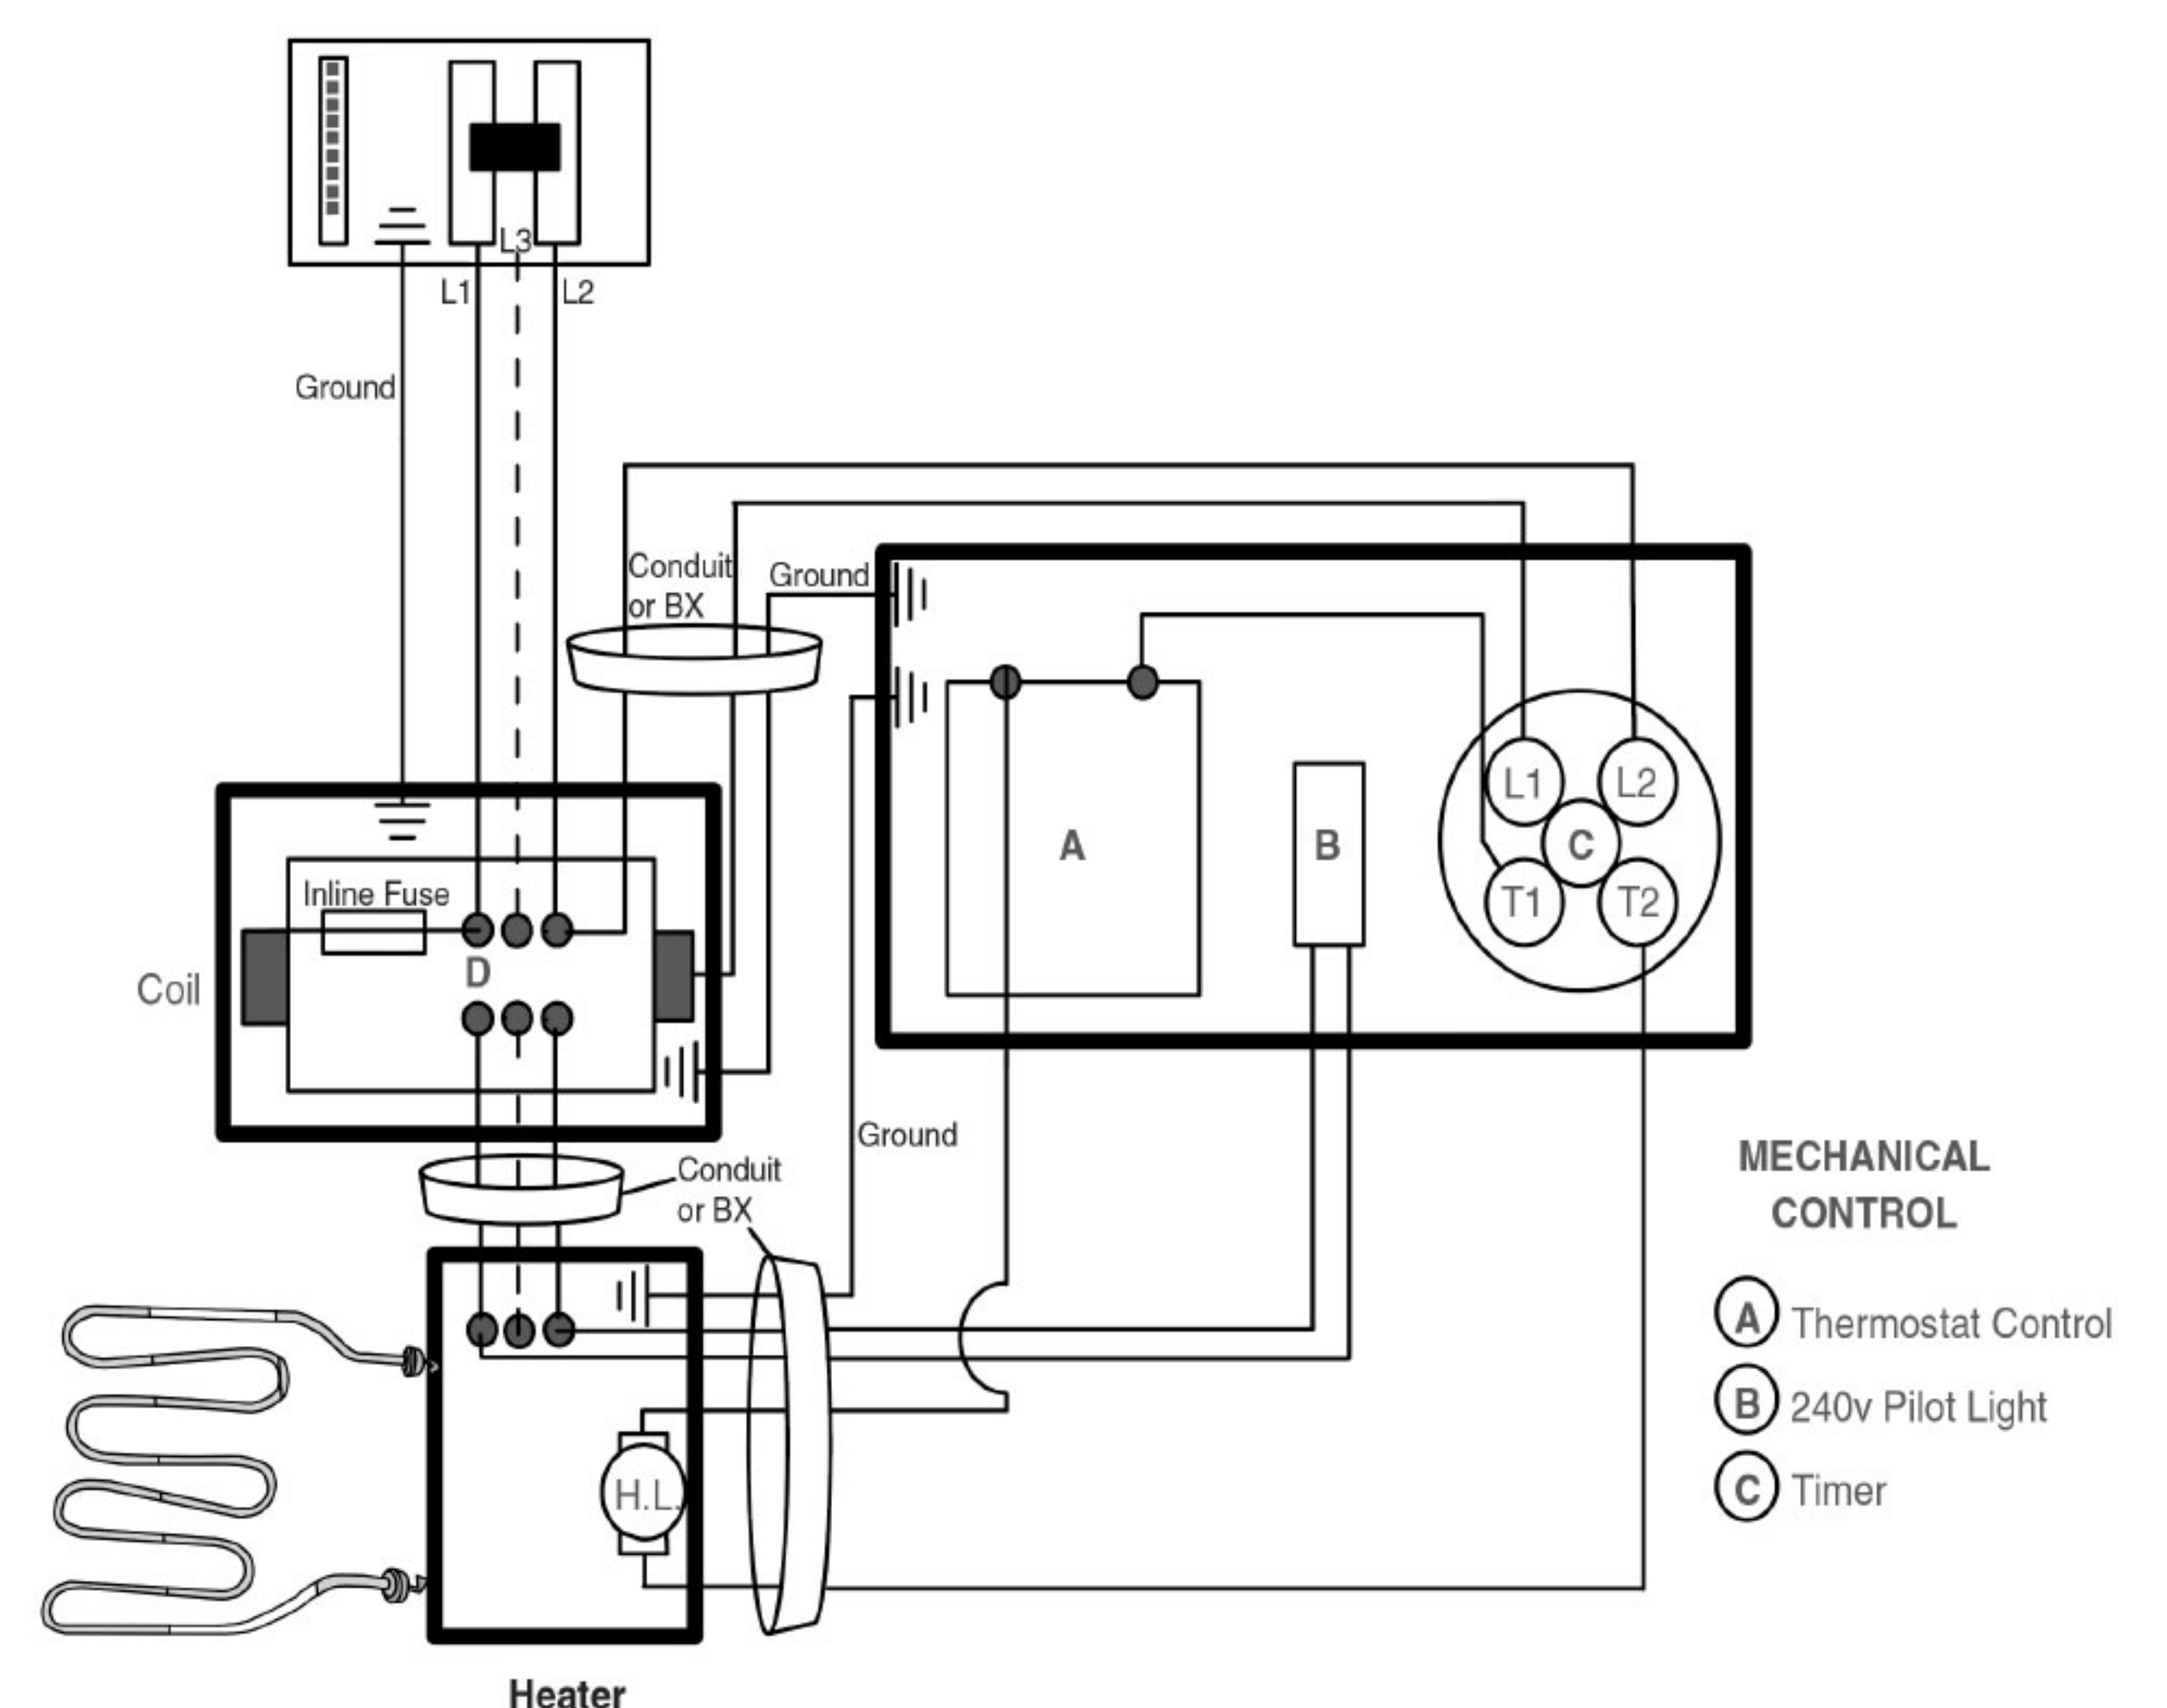 L3
L1
L2
Ground
Conduit
or BX
Ground
A
B
L1
L2
C
T1
T2
Inline Fuse
D
Coil
Ground
Conduit
or BX
MECHANICAL
CONTROL
A Thermostat Control
B 240v Pilot Light
C Timer
H.L.
Heater